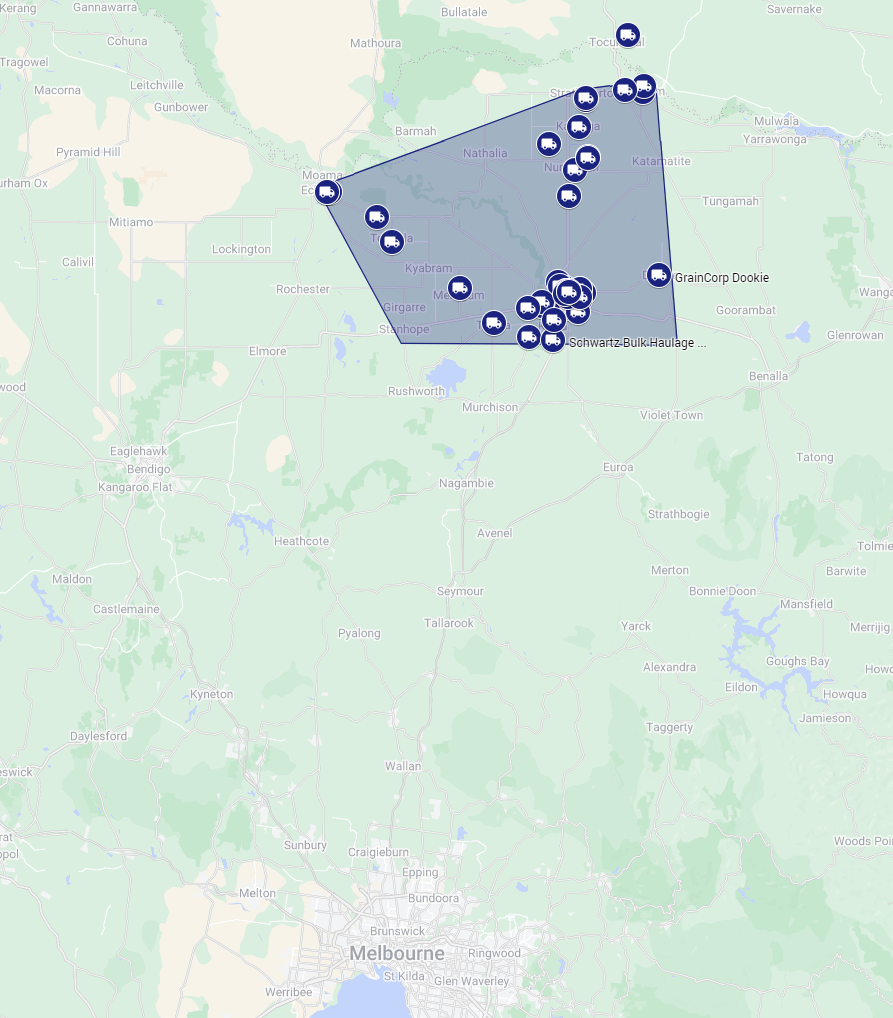 Kerang
Gannawarra
Bullatale
Savernake
Cohuna
Mathoura
Tragowel
Leitchville
Macorna
Gunbower
Barmah
Mulwala
Yarrawonga
Pyramid Hill
Nathalia
Katamatite
Moama
Mitiamo
Tungamah
Lockington
Calivil
Kyabram
GrainCorp Dookie
Rochester
Girgarre
Goorambat
Stanhope
Glenrowan
Schwartz Bulk Haulage ...
Elmore
Benalla
Rushworth
Murchison
Violet Town
Eaglehawk
Bendigo
Kangaroo Flat
Tatong
Euroa
Nagambie
Strathbogie
Avenel
Heathcote
Merton
Barwite
Maldon
Seymour
Bonnie Doon
Mansfield
Castlemaine
Tallarook
Yarck
Pyalong
Merrijig
Alexandra
Goughs Bay
Eildon
Howqua
Kyneton
Jamieson
Taggerty
Daylesford
Wallan
Sunbury
Craigieburn
Epping
Melton
Bundoora
Brunswick
Melbourne
Ringwood
St Kilda
Glen Waverley
Werribee